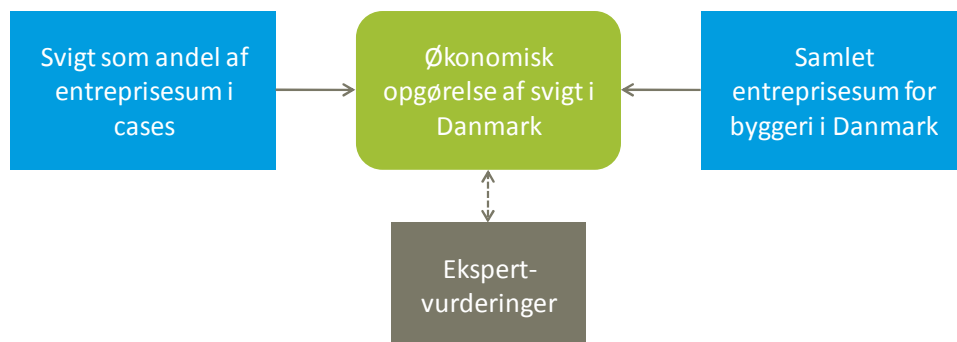 Svigt som andel af
entreprisesum i
cases
Økonomisk
opgørelse af svigt i
Danmark
Samlet
entreprisesum for
byggeri i Danmark
Ekspert-
vurderinger